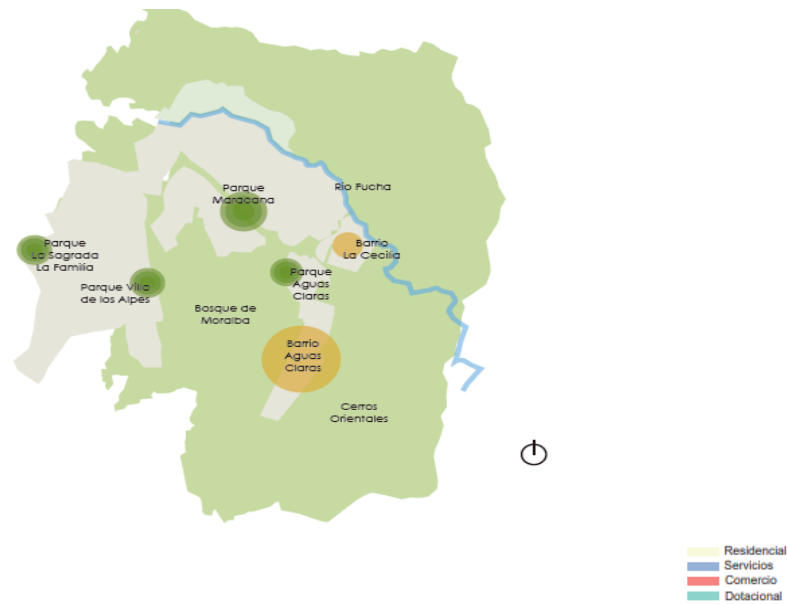 Parque
Maracana
Río Fucha
Parque
La Sagrada
La Familia
Barrio
La Cecilia
Parque Villa
de los Alpes
Parque
Aguas
Claras
Bosque de
Moralba
Barrio
Aguas
Claras
Cerros
Orientales
Residencial
Servicios
Comercio
Dotacional